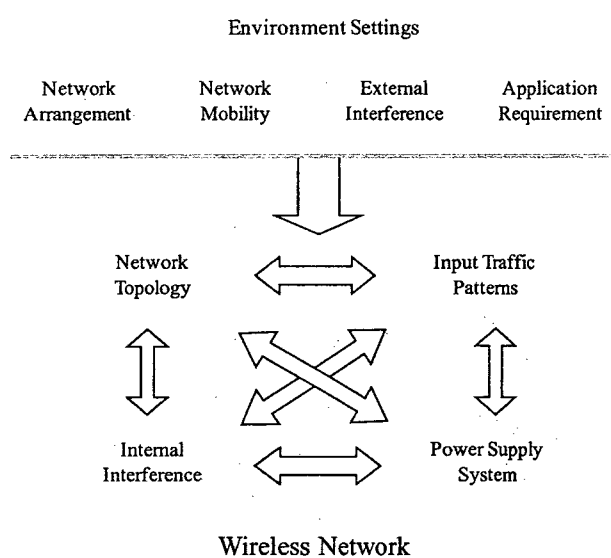 Environment Settings
Network Network External Application
Arrangement Mobility Interference Requirement
Network Input Traffic
Topology Patterns
Internal Power Supply
Interference System
Wireless Network